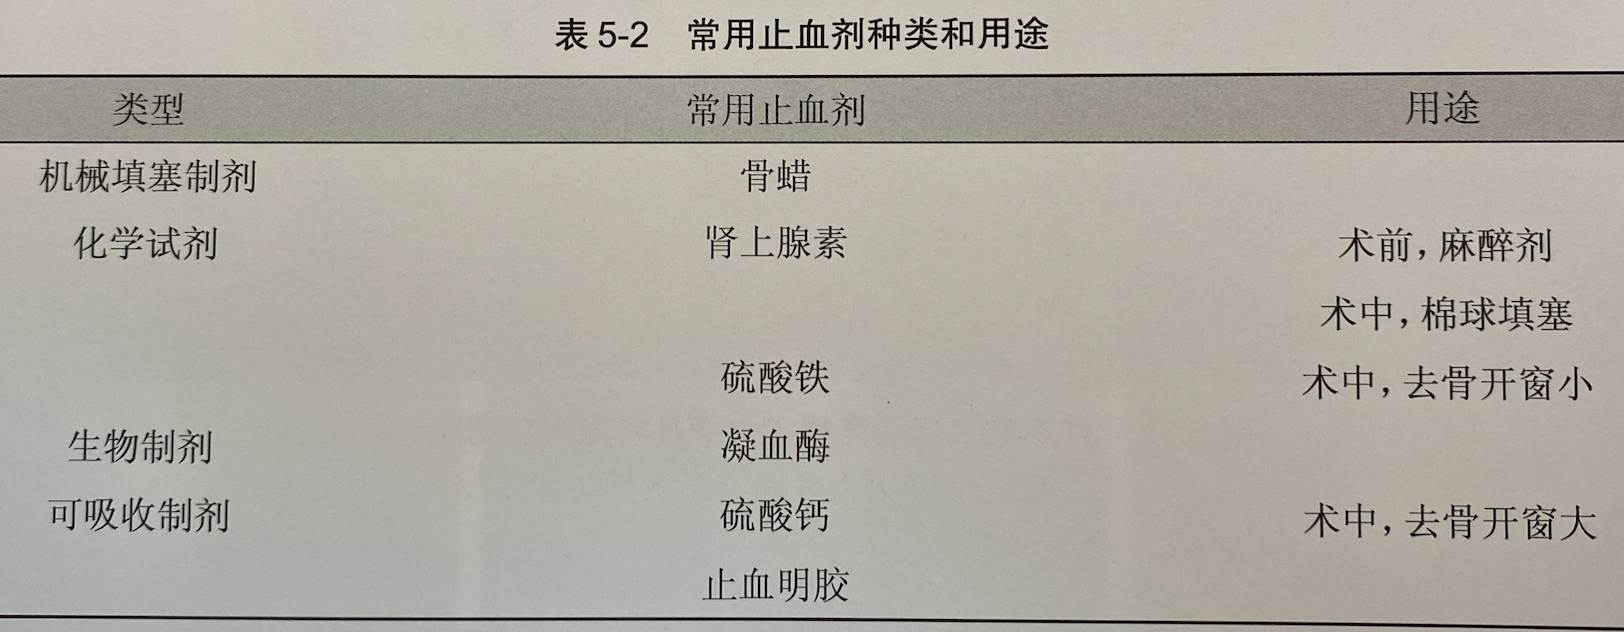 表 5-2 常用止血剂种类和用途
类型 常用止血剂 用途
机械填塞制剂 骨蜡
化学试剂 肾上腺素 术前，麻醉剂
术中，棉球填塞
硫酸铁 术中，去骨开窗小
生物制剂 凝血酶
可吸收制剂 硫酸钙 术中，去骨开窗大
止血明胶